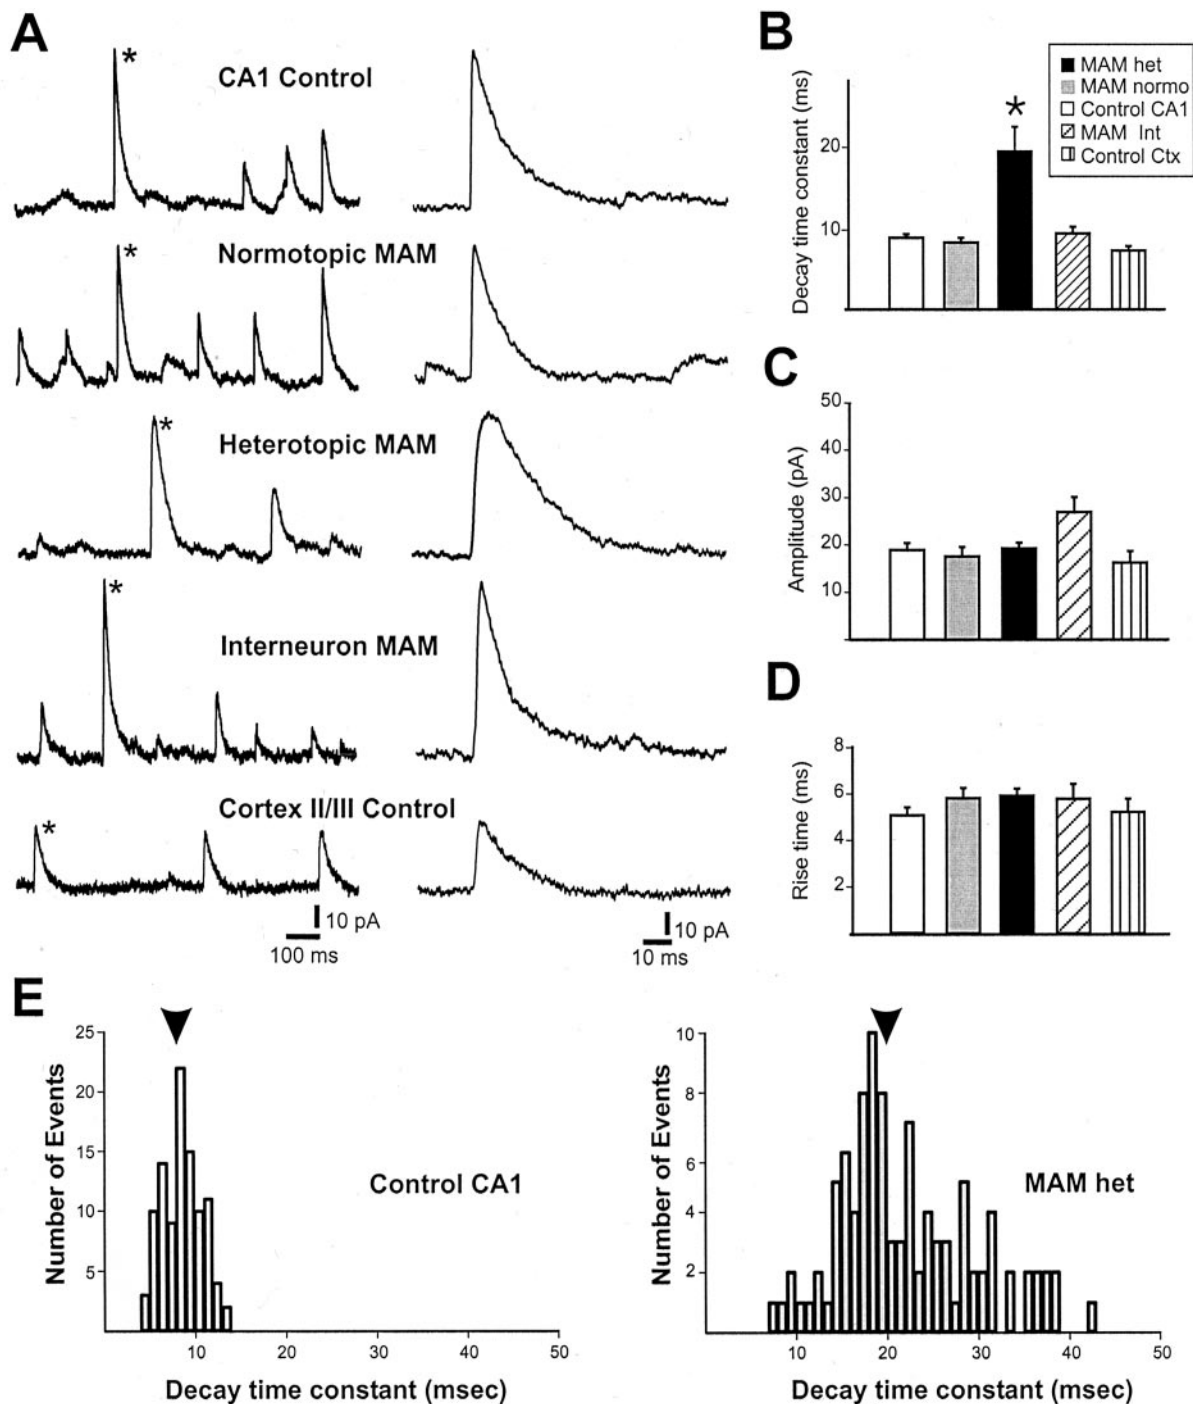 A
*
CA1 Control
*
Normotopic MAM
*
Heterotopic MAM
*
Interneuron MAM
*
Cortex II/III Control
10 pA
100 ms
10 pA
10 ms
B
MAM het
MAM normo
Control CA1
MAM Int
Control Ctx
*
Decay time constant (ms)
20
10
C
Amplitude (pA)
50
40
30
20
10
D
Rise time (ms)
8
6
4
2
E
Number of Events
25
20
15
10
5
Control CA1
10 20 30 40 50
Decay time constant (msec)
Number of Events
10
8
6
4
2
MAM het
10 20 30 40 50
Decay time constant (msec)